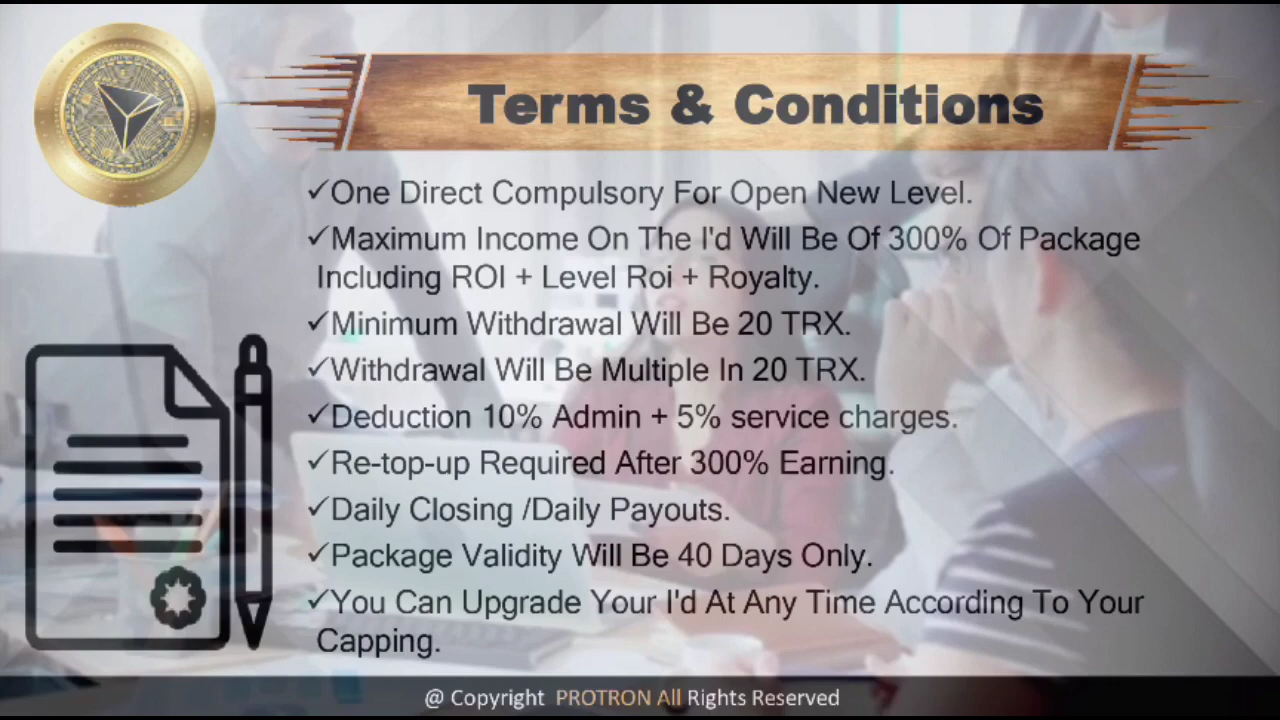 Terms & Conditions
✓One Direct Compulsory For Open New Level.
✓Maximum Income On The I'd Will Be Of 300% Of Package
Including ROI + Level Roi + Royalty.
✓Minimum Withdrawal Will Be 20 TRX.
✓Withdrawal Will Be Multiple In 20 TRX.
✓Deduction 10% Admin + 5% service charges.
✓Re-top-up Required After 300% Earning.
✓Daily Closing /Daily Payouts.
✓Package Validity Will Be 40 Days Only.
✓You Can Upgrade Your I'd At Any Time According To Your
Capping.
@ Copyright PROTRON All Rights Reserved